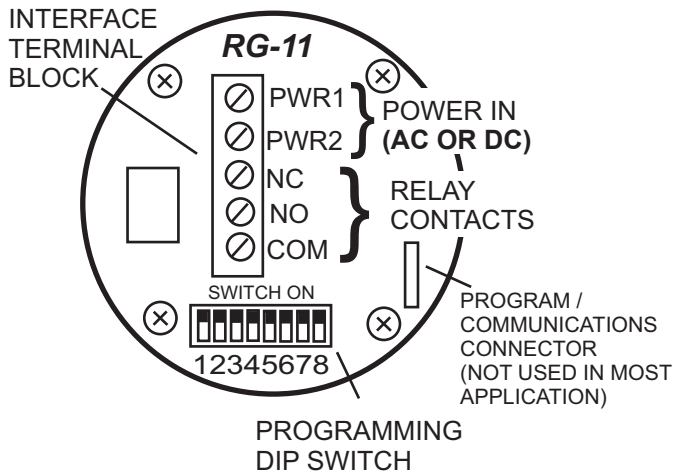 INTERFACE
TERMINAL
BLOCK
RG-11
PWR1
PWR2
POWER IN
(AC OR DC)
NC
NO
COM
RELAY
CONTACTS
SWITCH ON
12345678
PROGRAM /
COMMUNICATIONS
CONNECTOR
(NOT USED IN MOST
APPLICATION)
PROGRAMMING
DIP SWITCH